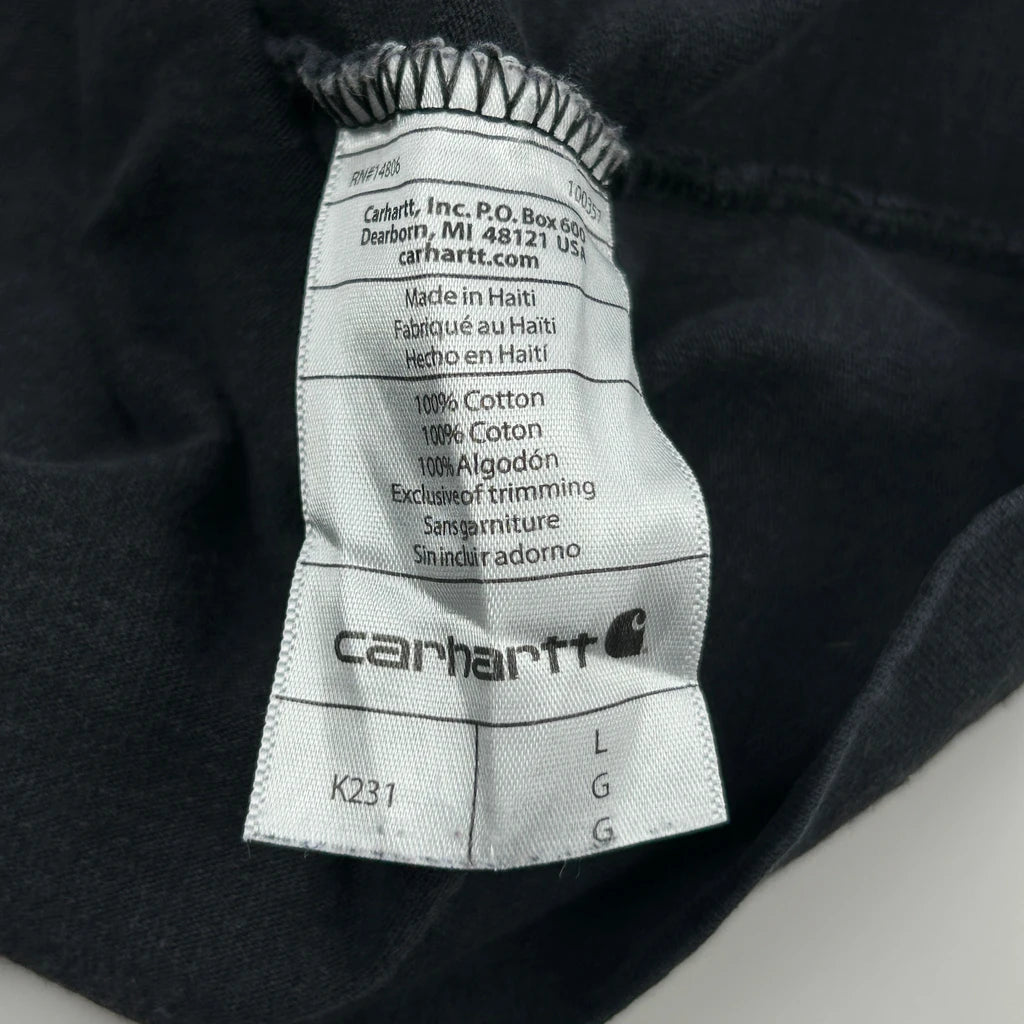 RN#14806
100357
Carhartt, Inc. P.O. Box 600
Dearborn, MI 48121 USA
carhartt.com
Made in Haiti
Fabriqué au Haïti
Hecho en Haití
100% Cotton
100% Coton
100% Algodón
Exclusive of trimming
Sans garniture
Sin incluir adorno
carhartt
K231
L
G
G